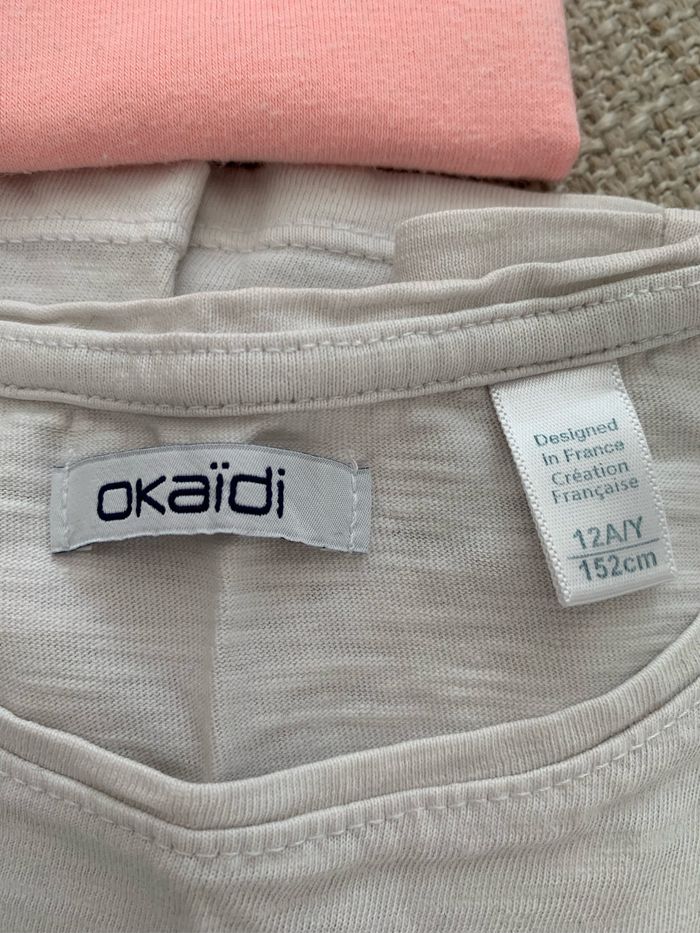 okaïdi
Designed
in France
Création
Française
12A/Y
152cm